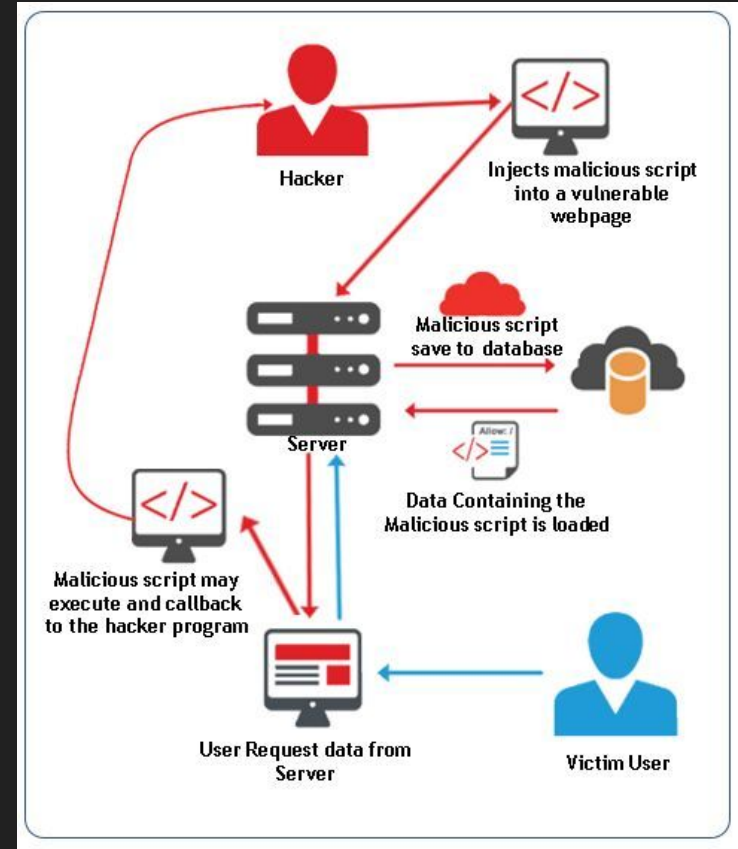 </>
Hacker
Injects malicious script
into a vulnerable
webpage
Malicious script
save to database
Server
Allow: /
</>
Data Containing the
Malicious script is loaded
</>
Malicious script may
execute and callback
to the hacker program
User Request data from
Server
Victim User